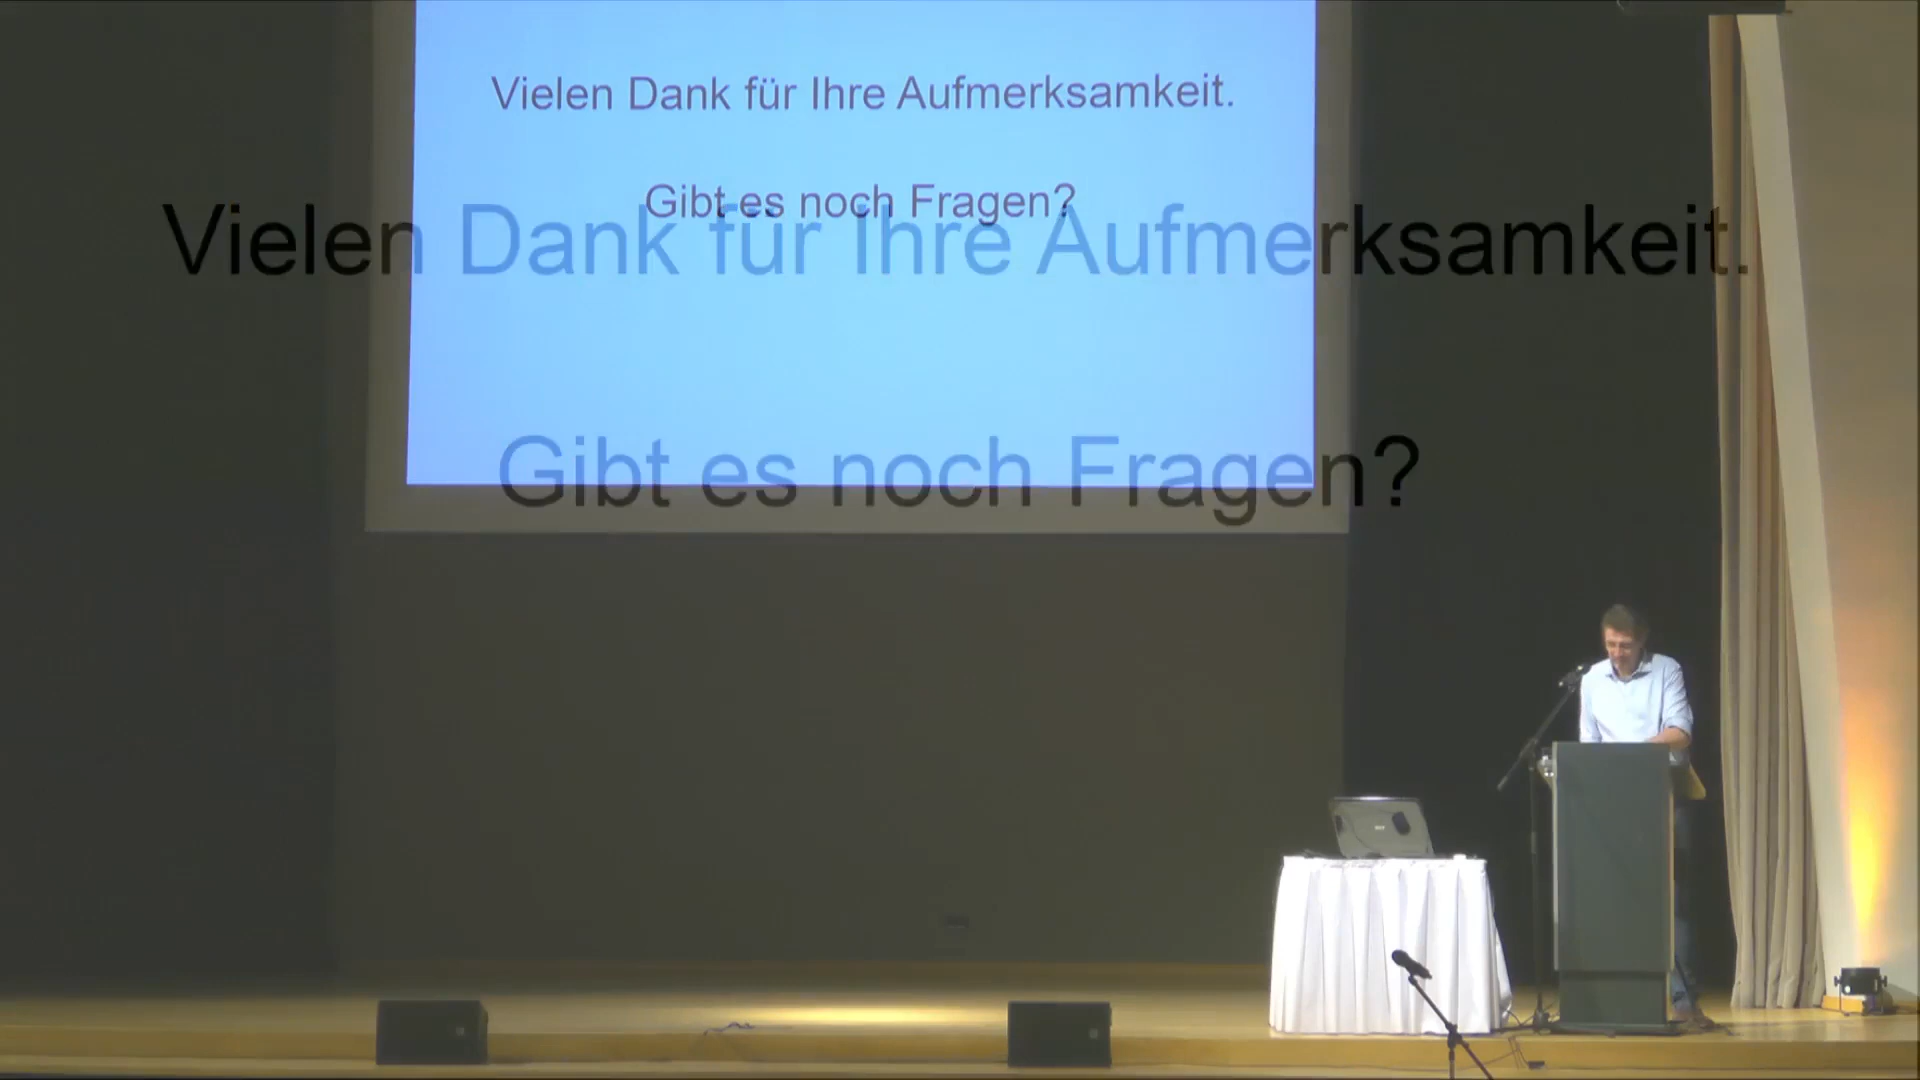 Vielen Dank für Ihre Aufmerksamkeit.
Gibt es noch Fragen?
Vielen Dank für Ihre Aufmerksamkeit.
Gibt es noch Fragen?